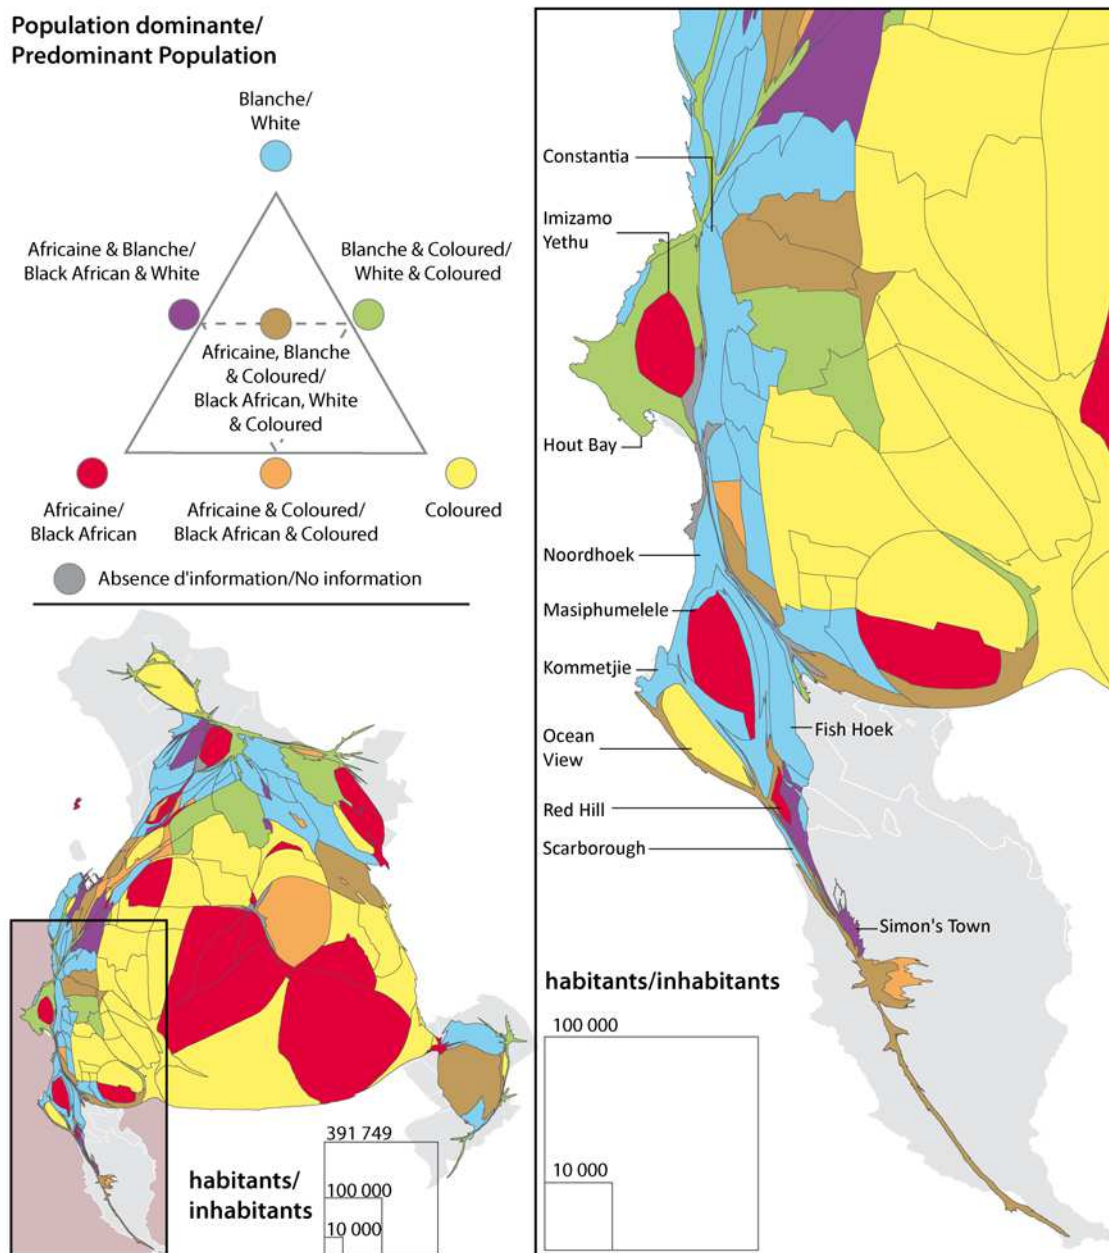 Population dominante/
Predominant Population
Blanche/
White
Africaine & Blanche/
Black African & White
Blanche & Coloured/
White & Coloured
Africaine, Blanche
& Coloured/
Black African, White
& Coloured
Africaine/
Black African
Africaine & Coloured/
Black African & Coloured
Coloured
Absence d'information/No information
habitants/
inhabitants
391 749
100 000
10 000
Constantia
Imizamo
Yethu
Hout Bay
Noordhoek
Masiphumelele
Kommetjie
Fish Hoek
Ocean
View
Red Hill
Scarborough
Simon's Town
habitants/inhabitants
100 000
10 000